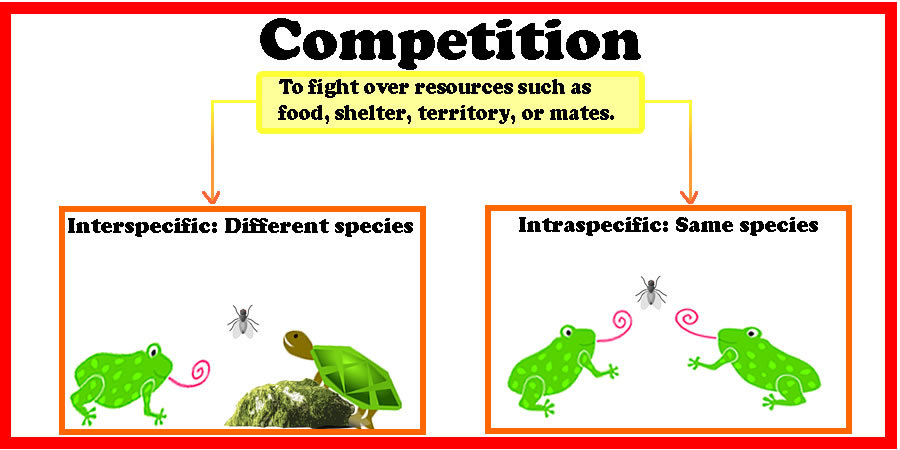 Competition
To fight over resources such as
food, shelter, territory, or mates.
Interspecific: Different species
Intraspecific: Same species